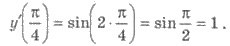 y′(π/4) = sin(2 · π/4) = sin π/2 = 1 .